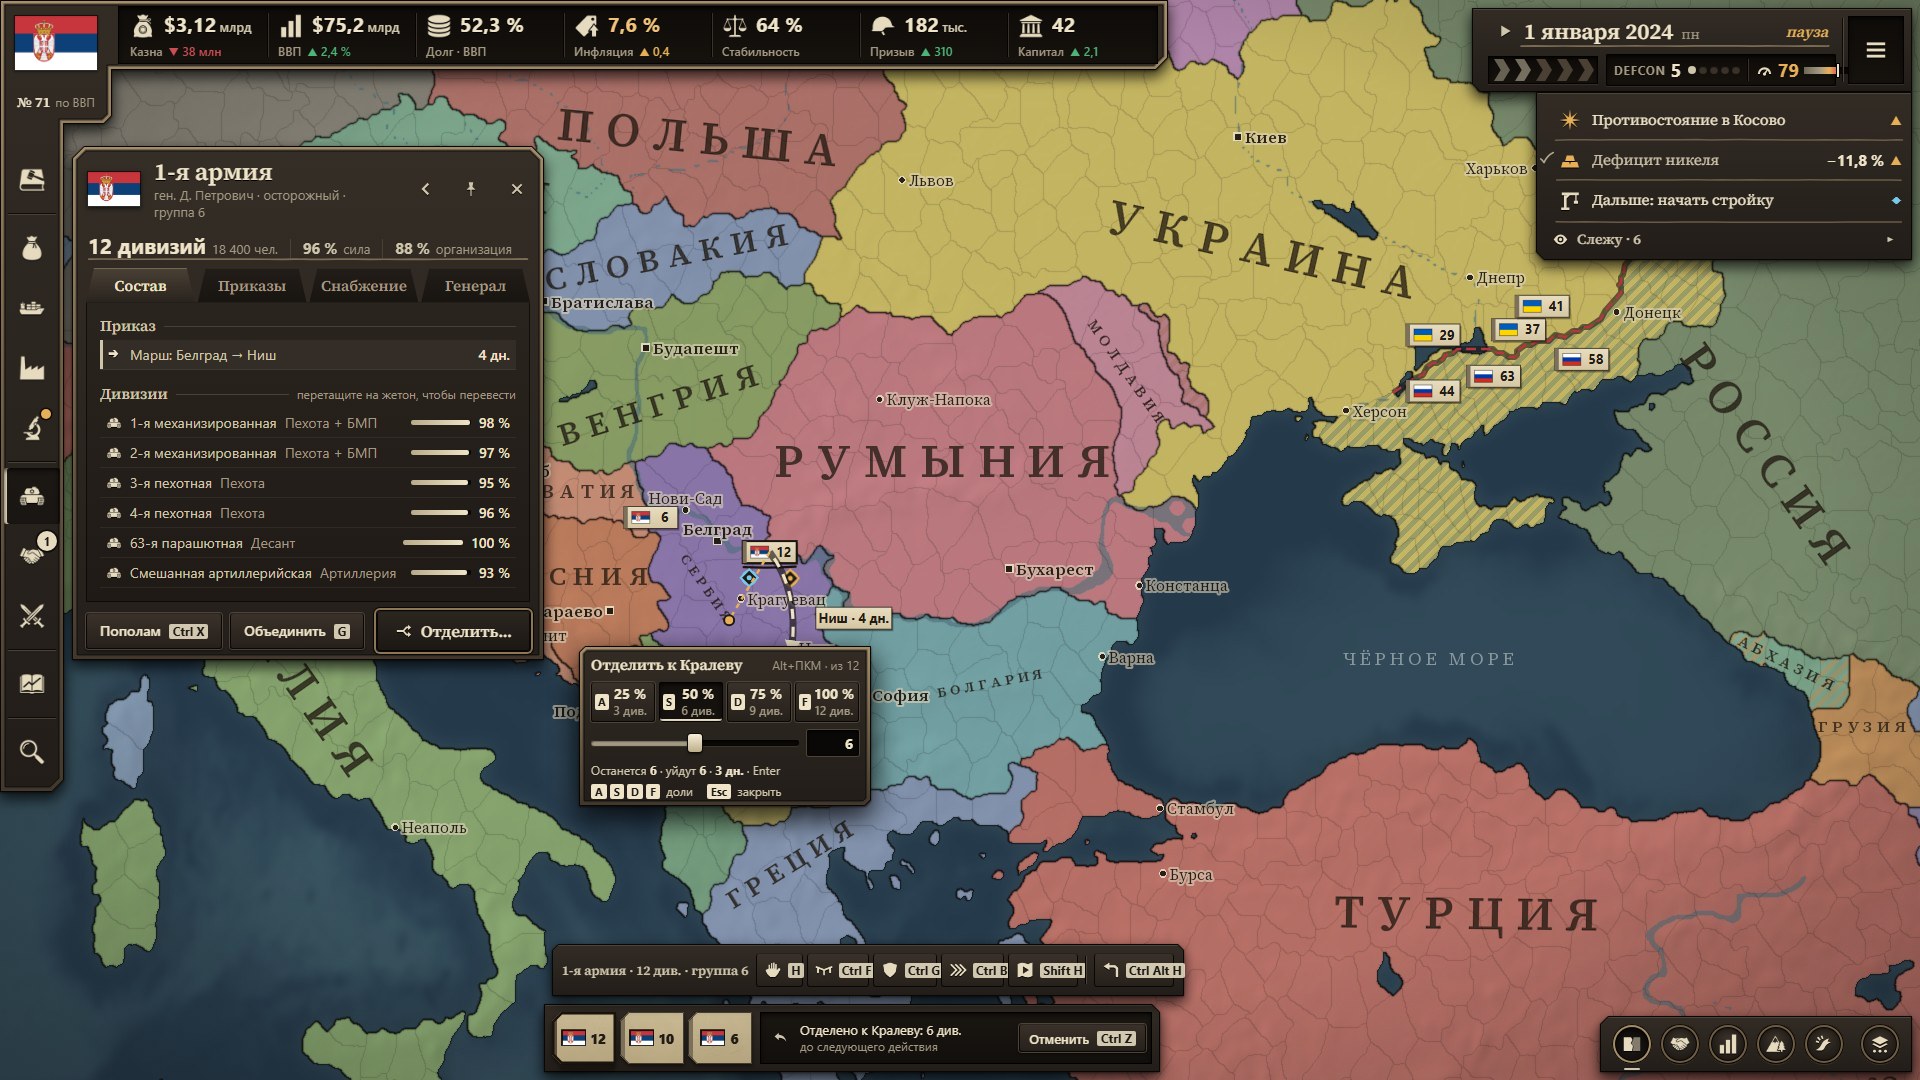 $3,12 млрд
Казна ▼ 38 млн
$75,2 млрд
ВВП ▲ 2,4 %
52,3 %
Долг · ВВП
7,6 %
Инфляция ▲ 0,4
64 %
Стабильность
182 тыс.
Призыв ▲ 310
42
Капитал ▲ 2,1
№ 71 по ВВП
1 января 2024 пн
пауза
DEFCON 5
79
Противостояние в Косово
Дефицит никеля −11,8 %
Дальше: начать стройку
Слежу · 6
1
1-я армия
ген. Д. Петрович · осторожный ·
группа 6
12 дивизий 18 400 чел.
96 % сила
88 % организация
Состав
Приказы
Снабжение
Генерал
Приказ
Марш: Белград → Ниш 4 дн.
Дивизии перетащите на жетон, чтобы перевести
1-я механизированная Пехота + БМП 98 %
2-я механизированная Пехота + БМП 97 %
3-я пехотная Пехота 95 %
4-я пехотная Пехота 96 %
63-я парашютная Десант 100 %
Смешанная артиллерийская Артиллерия 93 %
Пополам Ctrl X
Объединить G
Отделить...
ПОЛЬША
Киев
Харьков
Львов
УКРАИНА
СЛОВАКИЯ
Братислава
Днепр
Донецк
41
37
29
58
63
44
Будапешт
МОЛДАВИЯ
ВЕНГРИЯ
Клуж-Напока
Херсон
РОССИЯ
РУМЫНИЯ
ВАТИЯ
Нови-Сад
6
Белград
12
СЕРБИЯ
СНИЯ
Крагуевац
Бухарест
Констанца
араево
Ниш · 4 дн.
ЧЁРНОЕ МОРЕ
Варна
АБХАЗИЯ
ГРУЗИЯ
София
БОЛГАРИЯ
ЛИЯ
Отделить к Кралеву Alt+ПКМ · из 12
A 25 % 3 див.
S 50 % 6 див.
D 75 % 9 див.
F 100 % 12 див.
6
Останется 6 · уйдут 6 · 3 дн. · Enter
A S D F доли Esc закрыть
Неаполь
Стамбул
ГРЕЦИЯ
Бурса
ТУРЦИЯ
1-я армия · 12 див. · группа 6
H
Ctrl F
Ctrl G
Ctrl B
Shift H
Ctrl Alt H
12
10
6
Отделено к Кралеву: 6 див.
до следующего действия
Отменить Ctrl Z